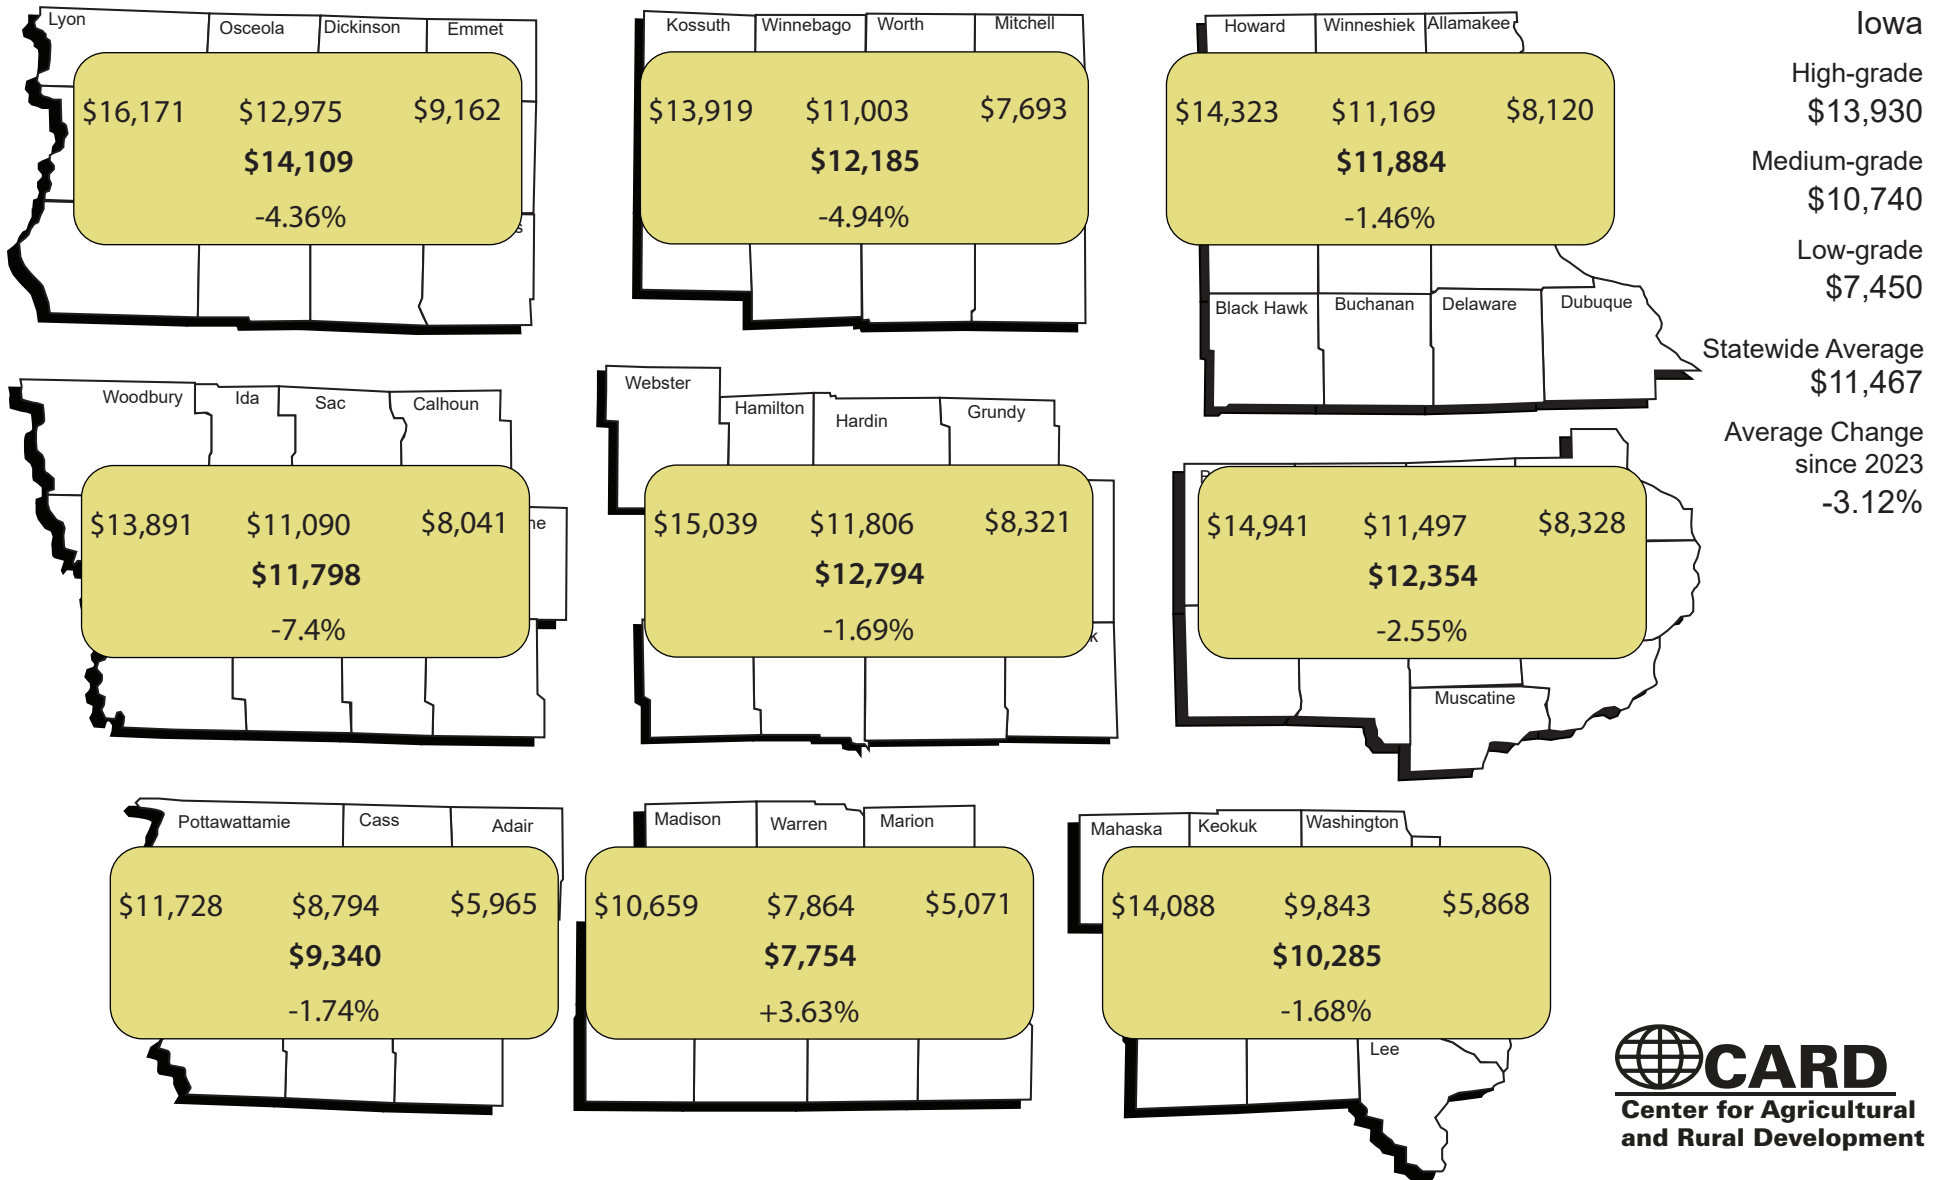 Lyon
Osceola
Dickinson
Emmet
$16,171 $12,975 $9,162
$14,109
-4.36%
Kossuth
Winnebago
Worth
Mitchell
$13,919 $11,003 $7,693
$12,185
-4.94%
Howard
Winneshiek
Allamakee
$14,323 $11,169 $8,120
$11,884
-1.46%
Black Hawk
Buchanan
Delaware
Dubuque
Iowa
High-grade
$13,930
Medium-grade
$10,740
Low-grade
$7,450
Statewide Average
$11,467
Average Change
since 2023
-3.12%
Woodbury
Ida
Sac
Calhoun
$13,891 $11,090 $8,041
$11,798
-7.4%
Webster
Hamilton
Hardin
Grundy
$15,039 $11,806 $8,321
$12,794
-1.69%
$14,941 $11,497 $8,328
$12,354
-2.55%
Muscatine
Pottawattamie
Cass
Adair
$11,728 $8,794 $5,965
$9,340
-1.74%
Madison
Warren
Marion
$10,659 $7,864 $5,071
$7,754
+3.63%
Mahaska
Keokuk
Washington
$14,088 $9,843 $5,868
$10,285
-1.68%
Lee
CARD
Center for Agricultural
and Rural Development